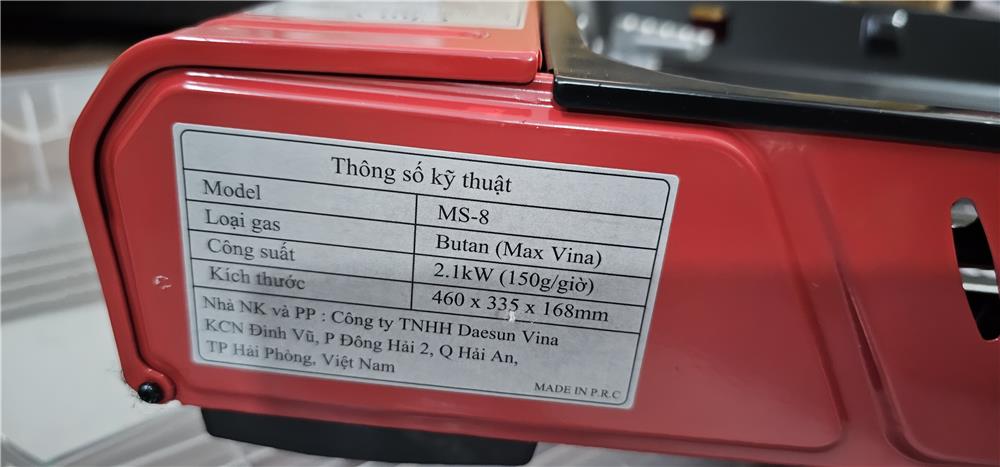 Thông số kỹ thuật
Model MS-8
Loại gas Butan (Max Vina)
Công suất 2.1kW (150g/giờ)
Kích thước 460 x 335 x 168mm
Nhà NK và PP : Công ty TNHH Daesun Vina
KCN Đình Vũ, P Đông Hải 2, Q Hải An,
TP Hải Phòng, Việt Nam
MADE IN P.R.C